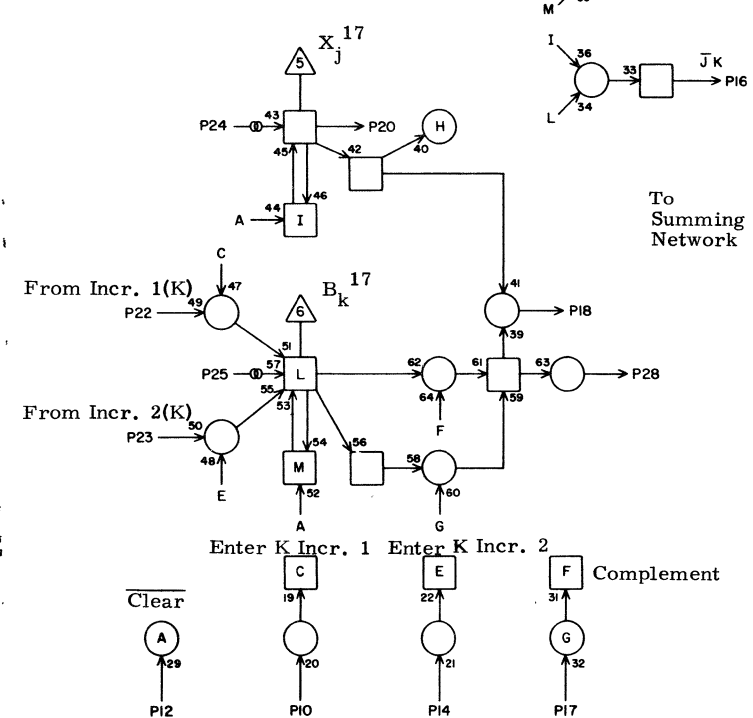 M
X_j^17
I
36
33
J̄ K
P16
34
L
5
P24
43
P20
H
45
42
40
46
44
A
I
To
Summing
Network
C
From Incr. 1(K)
47
49
P22
B_k^17
6
41
P18
39
51
P25
57
55
L
62
61
63
P28
53
64
59
From Incr. 2(K)
50
P23
48
E
54
56
F
58
M
52
60
A
G
Enter K Incr. 1
Enter K Incr. 2
C
E
F
Complement
19
22
31
Clear
A
29
20
21
G
32
P12
P10
P14
P17